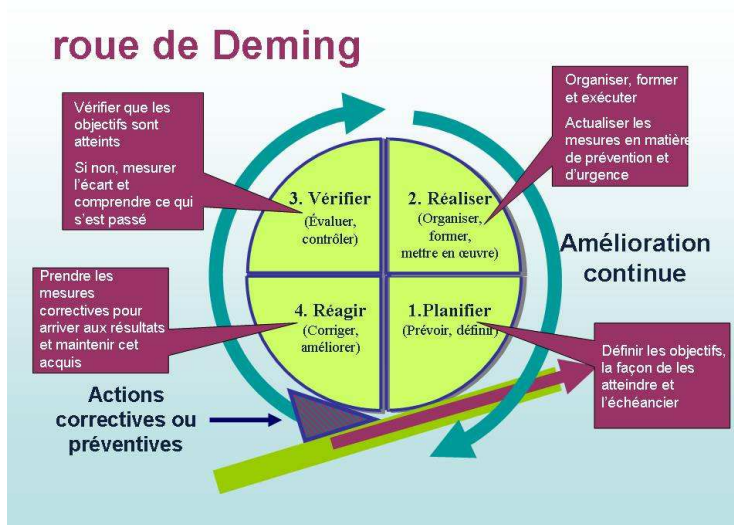 roue de Deming
Vérifier que les
objectifs sont
atteints
Si non, mesurer
l'écart et
comprendre ce qui
s'est passé
Organiser, former
et exécuter
Actualiser les
mesures en matière
de prévention et
d'urgence
3. Vérifier
(Évaluer,
contrôler)
2. Réaliser
(Organiser,
former,
mettre en œuvre)
Amélioration
continue
Prendre les
mesures
correctives pour
arriver aux résultats
et maintenir cet
acquis
4. Réagir
(Corriger,
améliorer)
1.Planifier
(Prévoir, définir)
Définir les objectifs,
la façon de les
atteindre et
l'échéancier
Actions
correctives ou
préventives